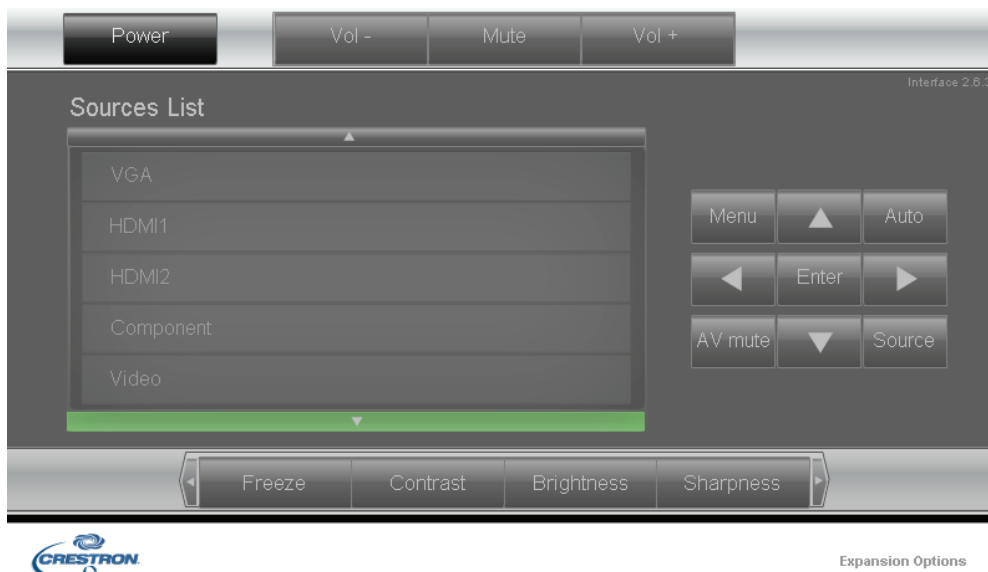 Power
Vol -
Mute
Vol +
Interface 2.6.3
Sources List
VGA
HDMI1
HDMI2
Component
Video
Menu
Auto
Enter
AV mute
Source
Freeze
Contrast
Brightness
Sharpness
CRESTRON
Expansion Options